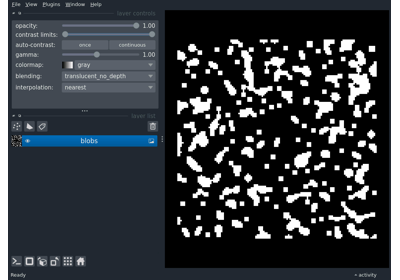 File View Plugins Window Help
layer controls
opacity: 1.00
contrast limits:
auto-contrast: once continuous
gamma: 1.00
colormap: gray
blending: translucent_no_depth
interpolation: nearest
layer list
blobs
Ready
activity